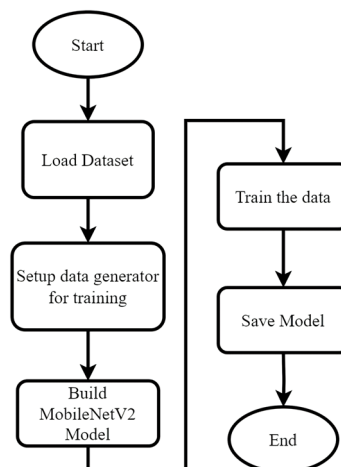 Start
Load Dataset
Setup data generator
for training
Build
MobileNetV2
Model
Train the data
Save Model
End